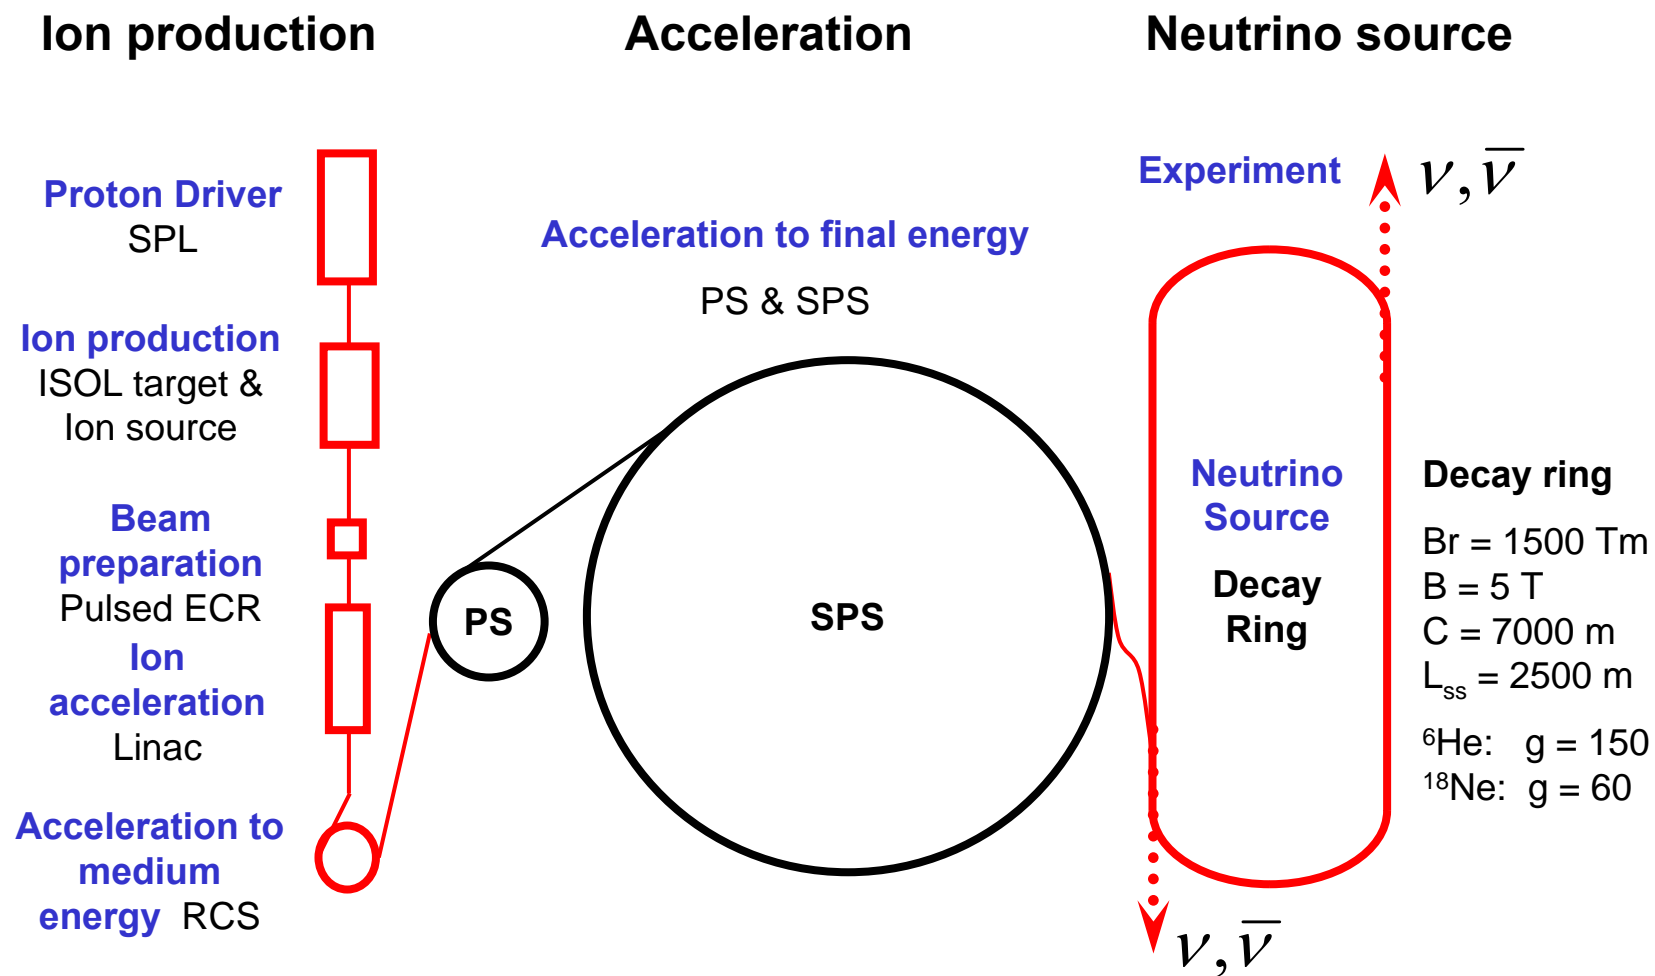 Ion production
Acceleration
Neutrino source
Proton Driver
SPL
Ion production
ISOL target &
Ion source
Beam
preparation
Pulsed ECR
Ion
acceleration
Linac
Acceleration to
medium
energy RCS
Acceleration to final energy
PS & SPS
PS
SPS
Experiment
ν, ν̅
Neutrino
Source
Decay
Ring
ν, ν̅
Decay ring
Br = 1500 Tm
B = 5 T
C = 7000 m
Lss = 2500 m
⁶He: g = 150
¹⁸Ne: g = 60